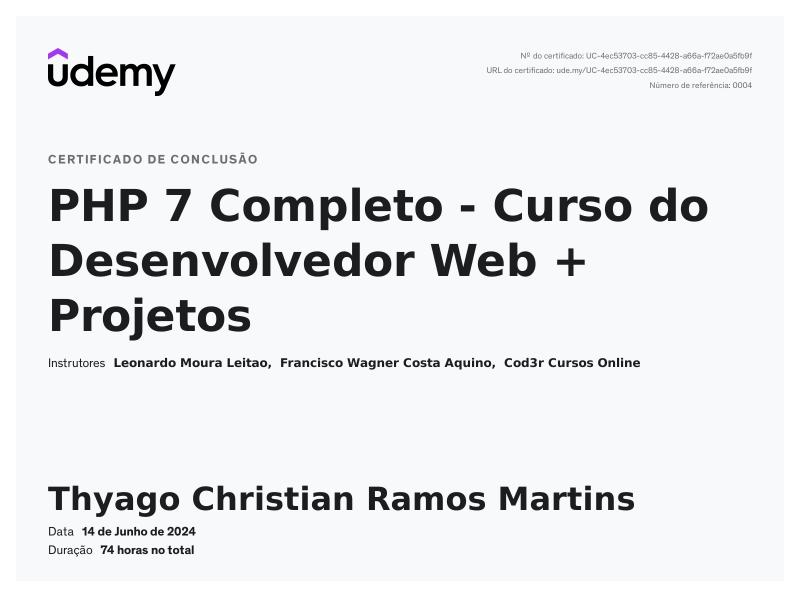 udemy
Nº do certificado: UC-4ec53703-cc85-4428-a66a-f72ae0a5fb9f
URL do certificado: ude.my/UC-4ec53703-cc85-4428-a66a-f72ae0a5fb9f
Número de referência: 0004
CERTIFICADO DE CONCLUSÃO
PHP 7 Completo - Curso do
Desenvolvedor Web +
Projetos
Instrutores Leonardo Moura Leitao, Francisco Wagner Costa Aquino, Cod3r Cursos Online
Thyago Christian Ramos Martins
Data 14 de Junho de 2024
Duração 74 horas no total